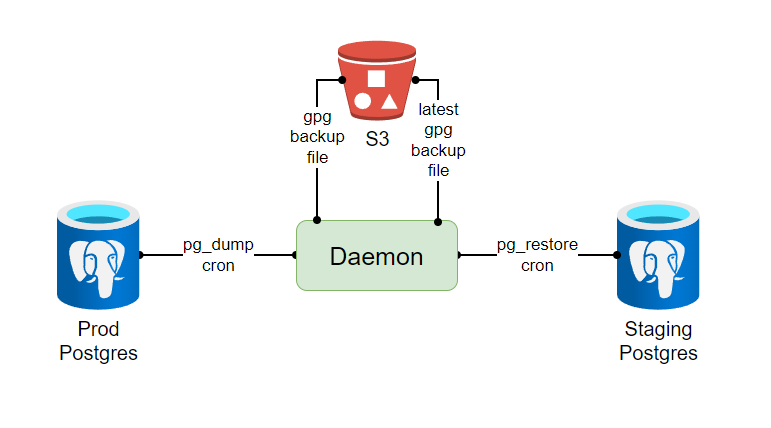 gpg
backup
file
S3
latest
gpg
backup
file
pg_dump
cron
Daemon
pg_restore
cron
Prod
Postgres
Staging
Postgres